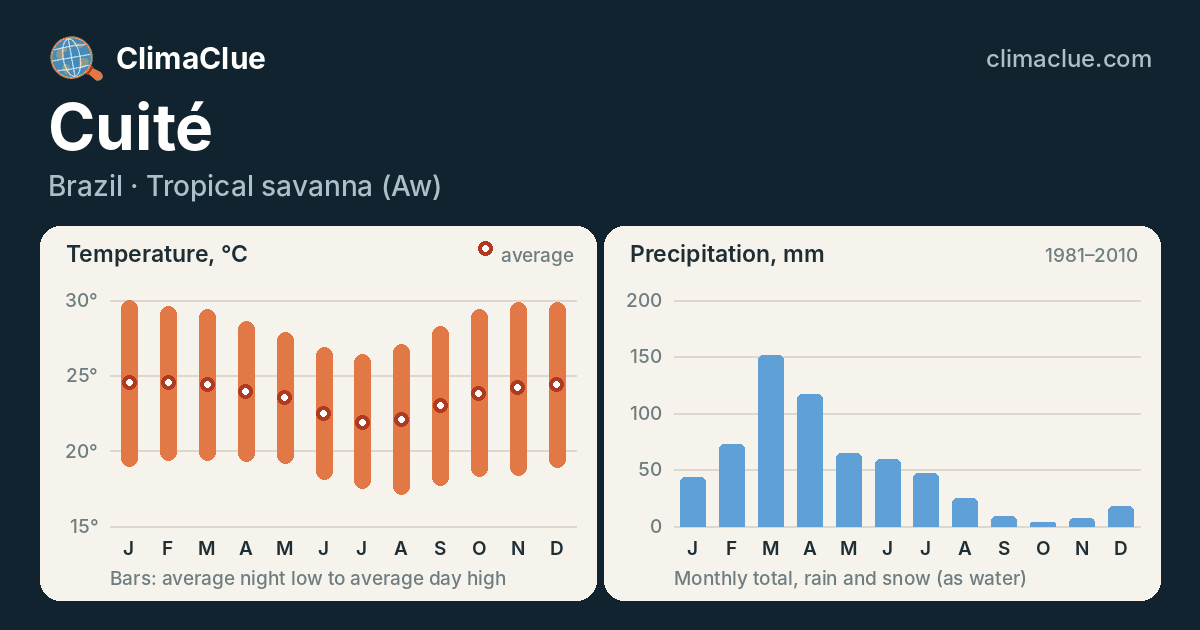 ClimaClue
climaclue.com
Cuité
Brazil · Tropical savanna (Aw)
Temperature, °C
average
30°
25°
20°
15°
J F M A M J J A S O N D
Bars: average night low to average day high
Precipitation, mm
1981–2010
200
150
100
50
0
J F M A M J J A S O N D
Monthly total, rain and snow (as water)